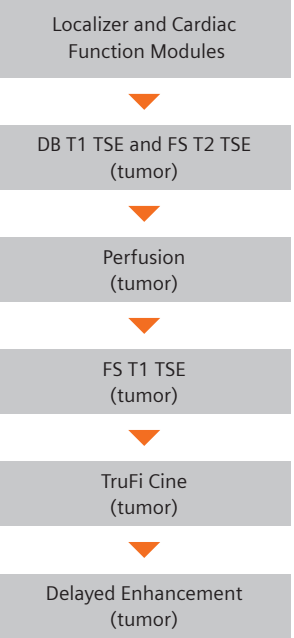 Localizer and Cardiac
Function Modules
DB T1 TSE and FS T2 TSE
(tumor)
Perfusion
(tumor)
FS T1 TSE
(tumor)
TruFi Cine
(tumor)
Delayed Enhancement
(tumor)